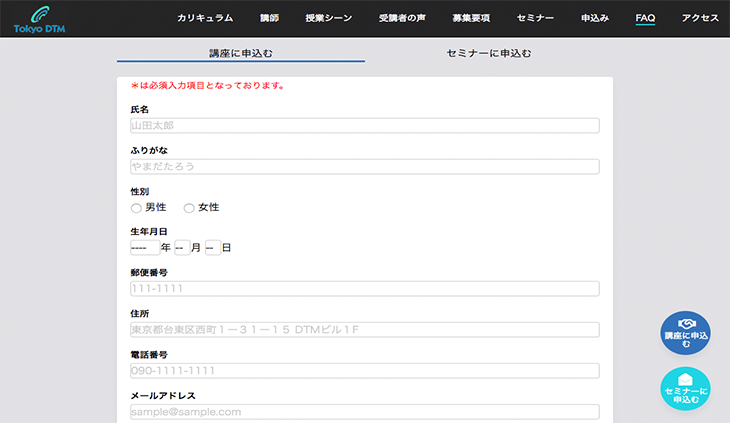 Tokyo DTM
カリキュラム 講師 授業シーン 受講者の声 募集要項 セミナー 申込み FAQ アクセス
講座に申込む セミナーに申込む
＊は必須入力項目となっております。
氏名
山田太郎
ふりがな
やまだたろう
性別
男性 女性
生年月日
---- 年 -- 月 -- 日
郵便番号
111-1111
住所
東京都台東区西町１ー３１ー１５ DTMビル１F
電話番号
090-1111-1111
メールアドレス
sample@sample.com
講座に申込
む
セミナーに
申込む